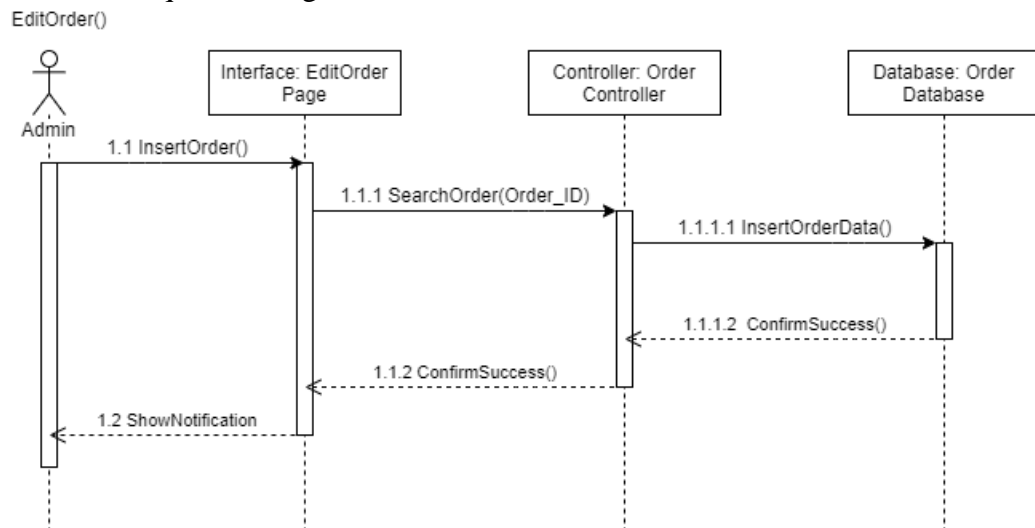 EditOrder()
Interface: EditOrder
Page
Controller: Order
Controller
Database: Order
Database
Admin
1.1 InsertOrder()
1.1.1 SearchOrder(Order_ID)
1.1.1.1 InsertOrderData()
1.1.1.2 ConfirmSuccess()
1.1.2 ConfirmSuccess()
1.2 ShowNotification